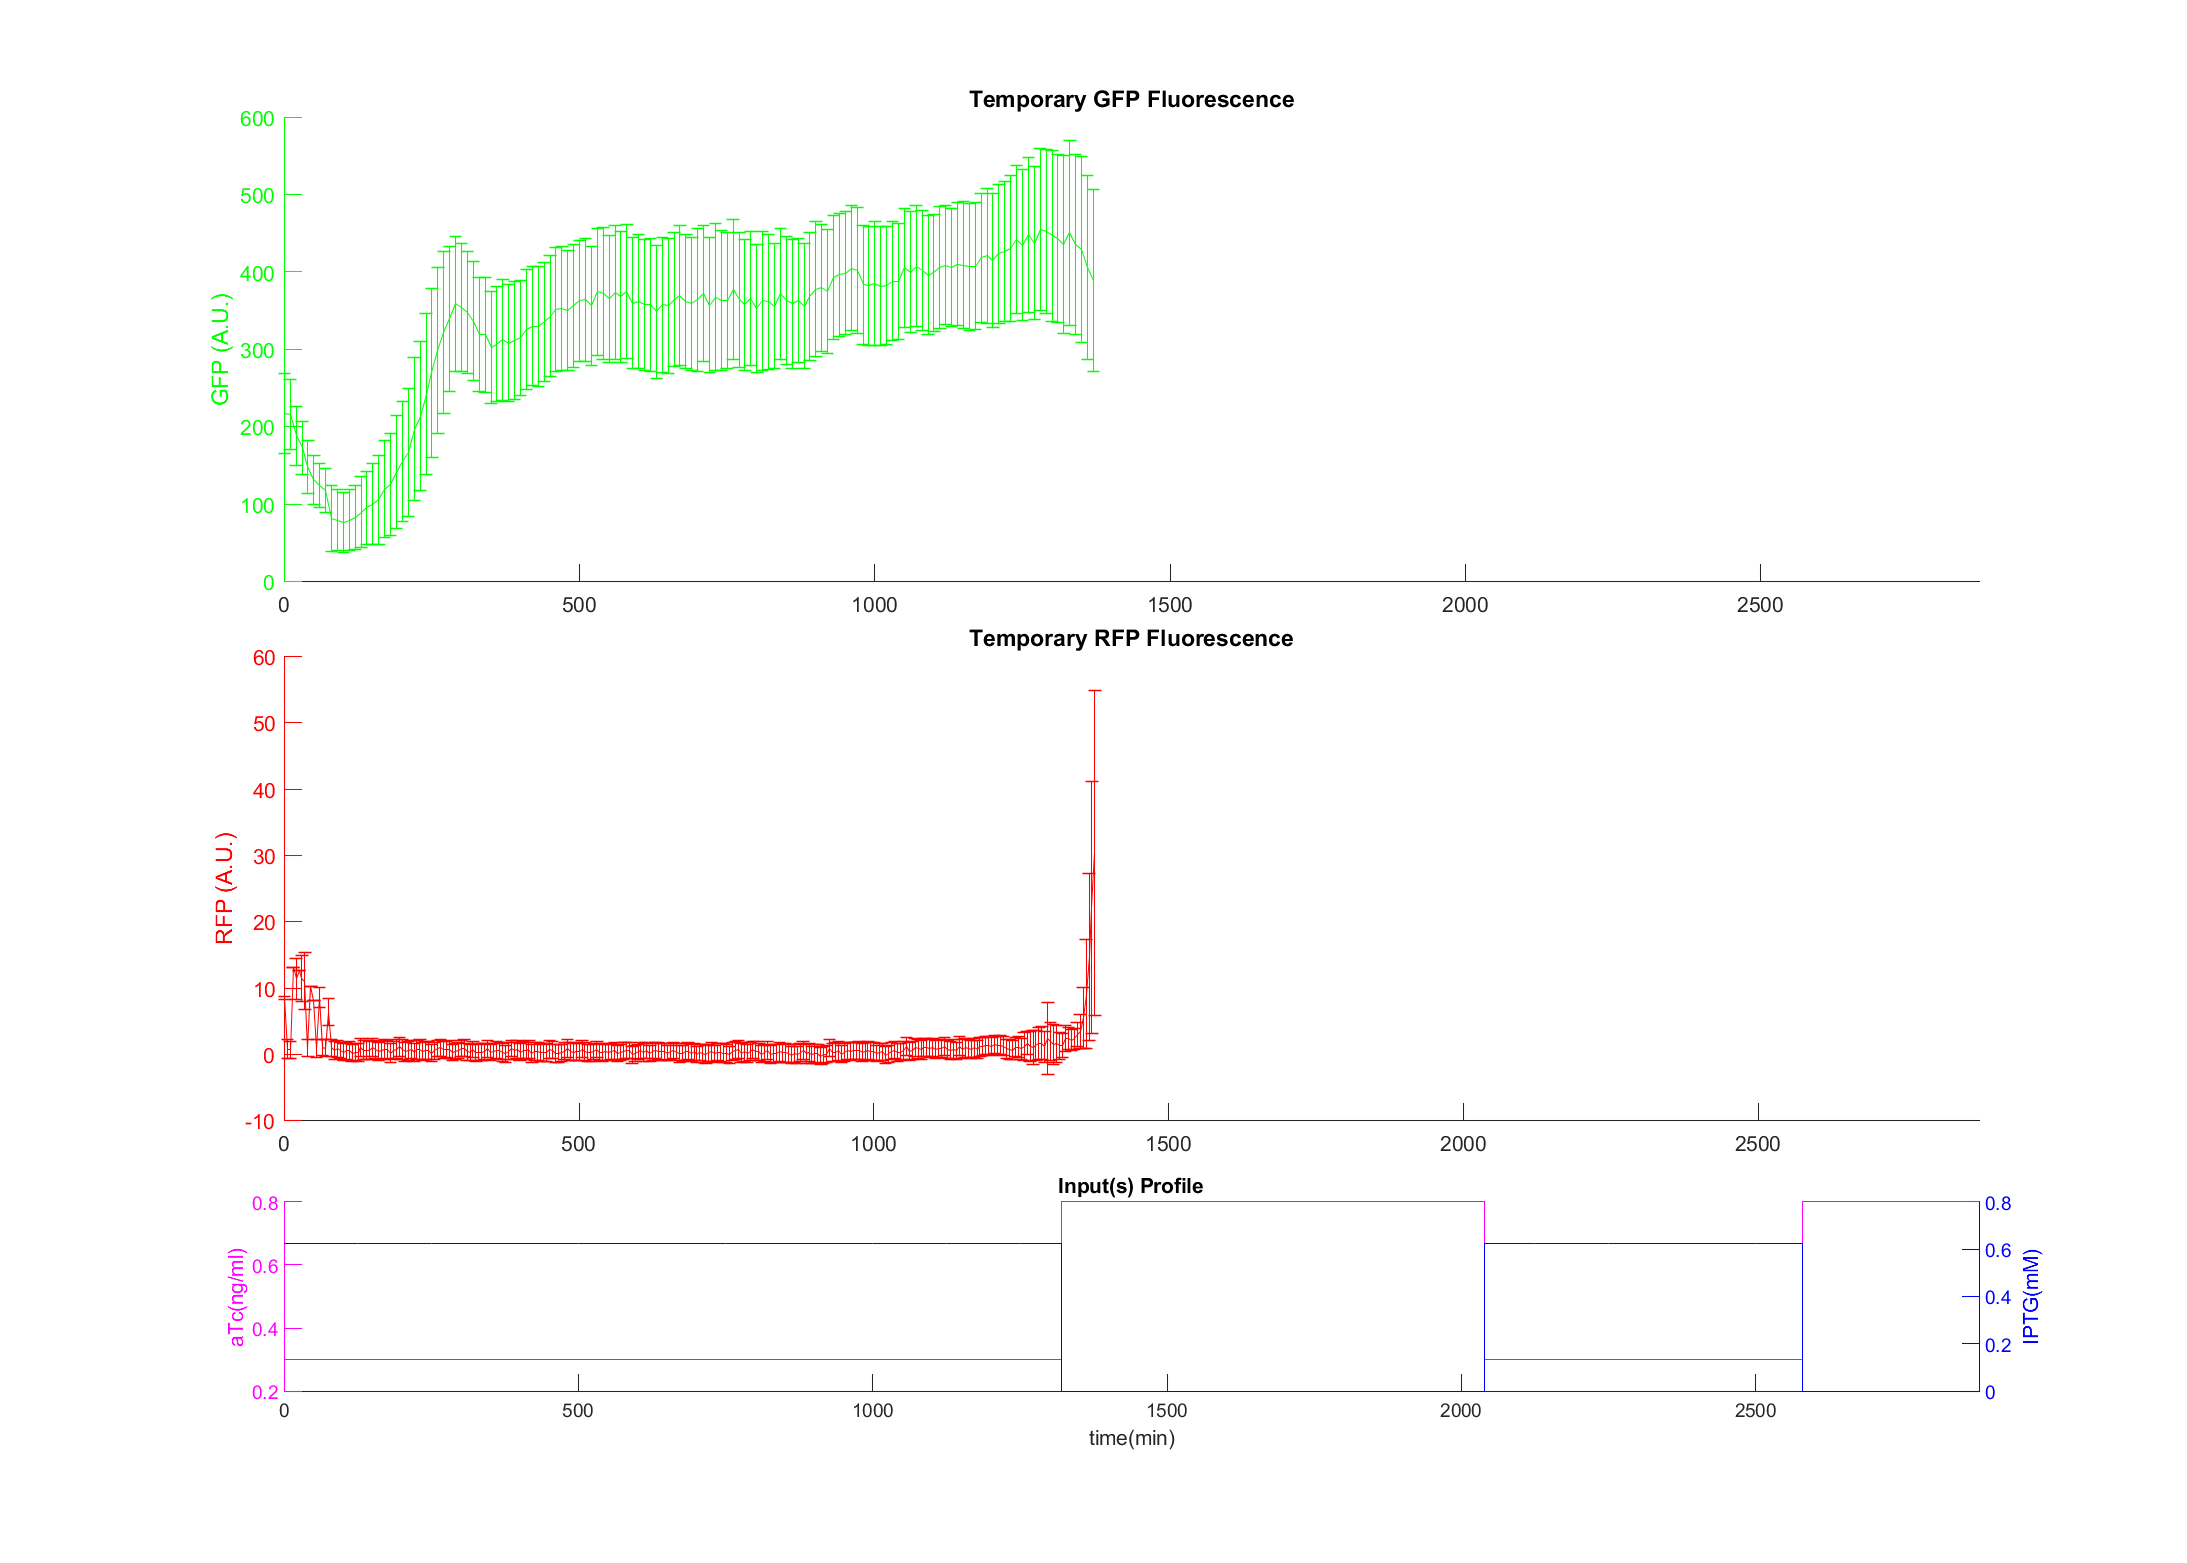 Temporary GFP Fluorescence
600
500
400
300
200
100
0
GFP (A.U.)
0 500 1000 1500 2000 2500
Temporary RFP Fluorescence
60
50
40
30
20
10
0
-10
RFP (A.U.)
0 500 1000 1500 2000 2500
Input(s) Profile
0.8
0.6
0.4
0.2
aTc(ng/ml)
0.8
0.6
0.4
0.2
0
IPTG(mM)
0 500 1000 1500 2000 2500
time(min)